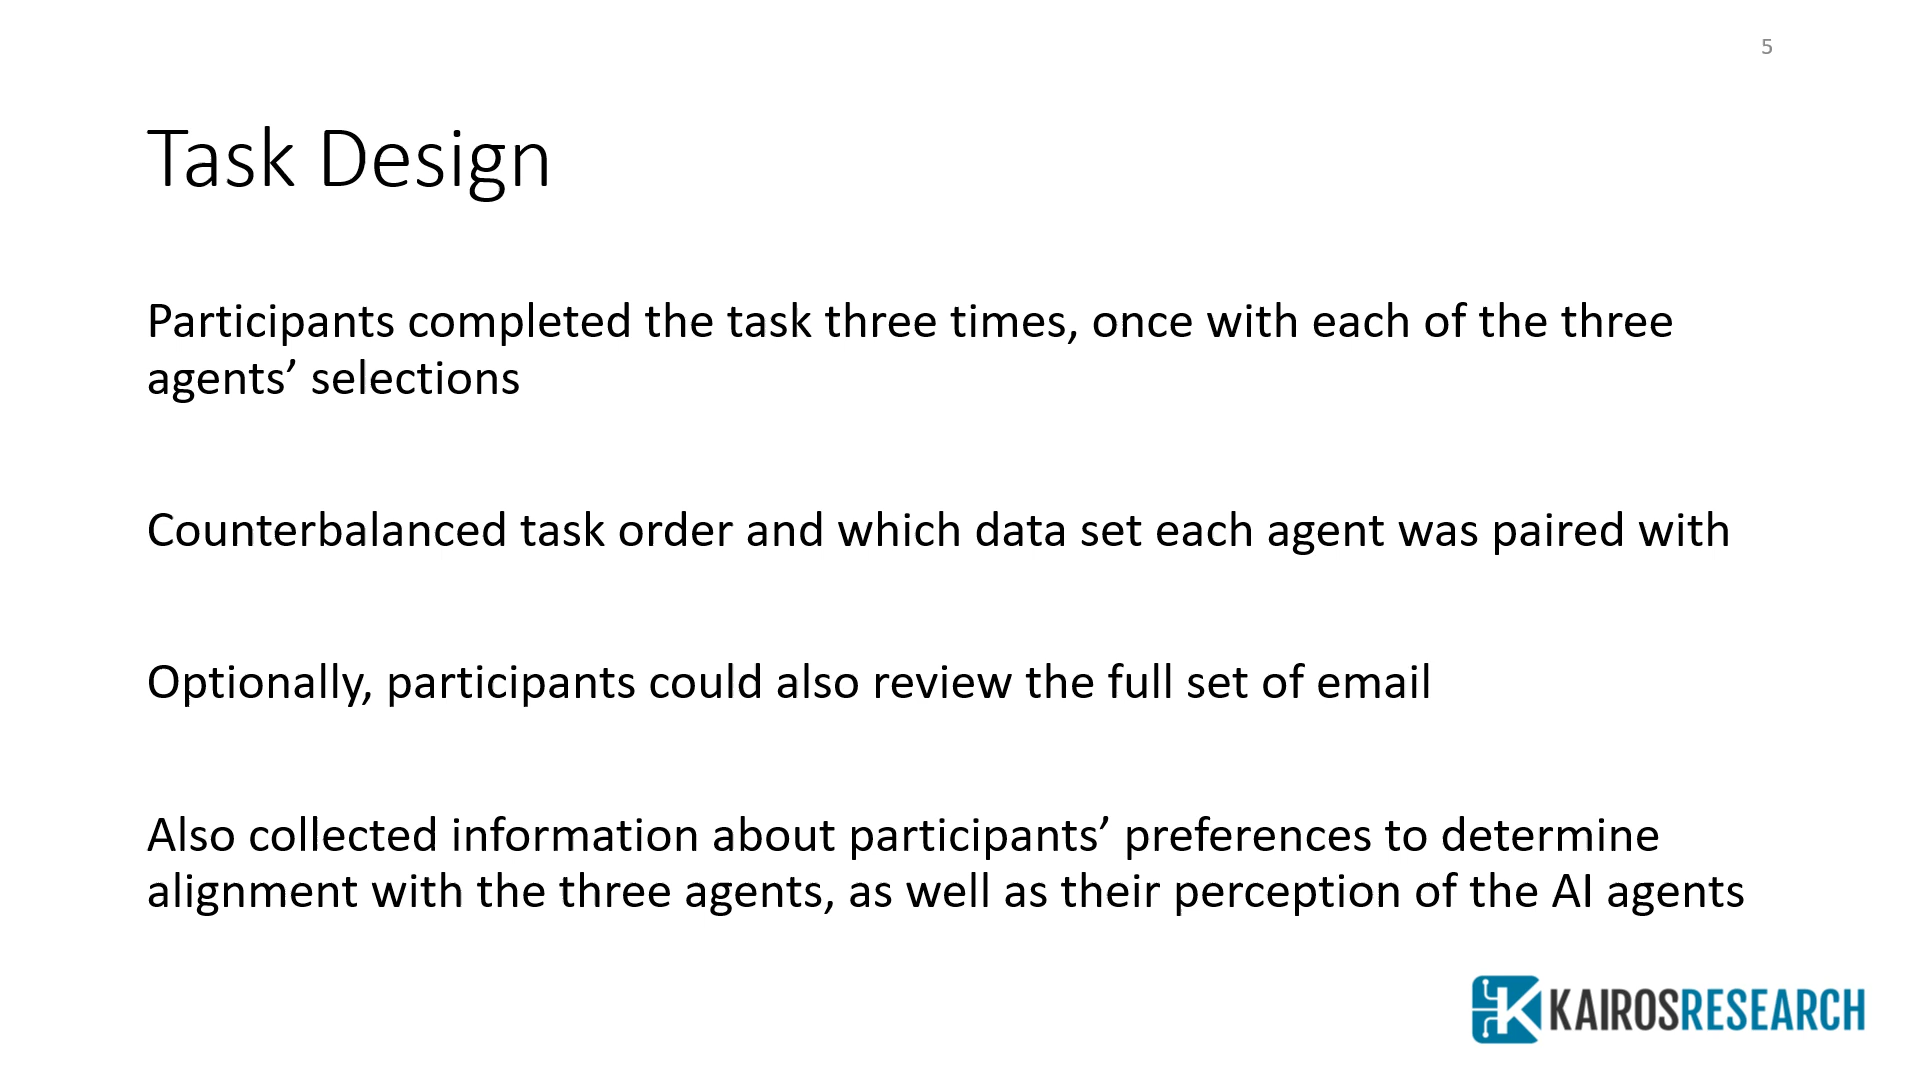 5
Task Design
Participants completed the task three times, once with each of the three
agents’ selections
Counterbalanced task order and which data set each agent was paired with
Optionally, participants could also review the full set of email
Also collected information about participants’ preferences to determine
alignment with the three agents, as well as their perception of the AI agents
KAIROSRESEARCH